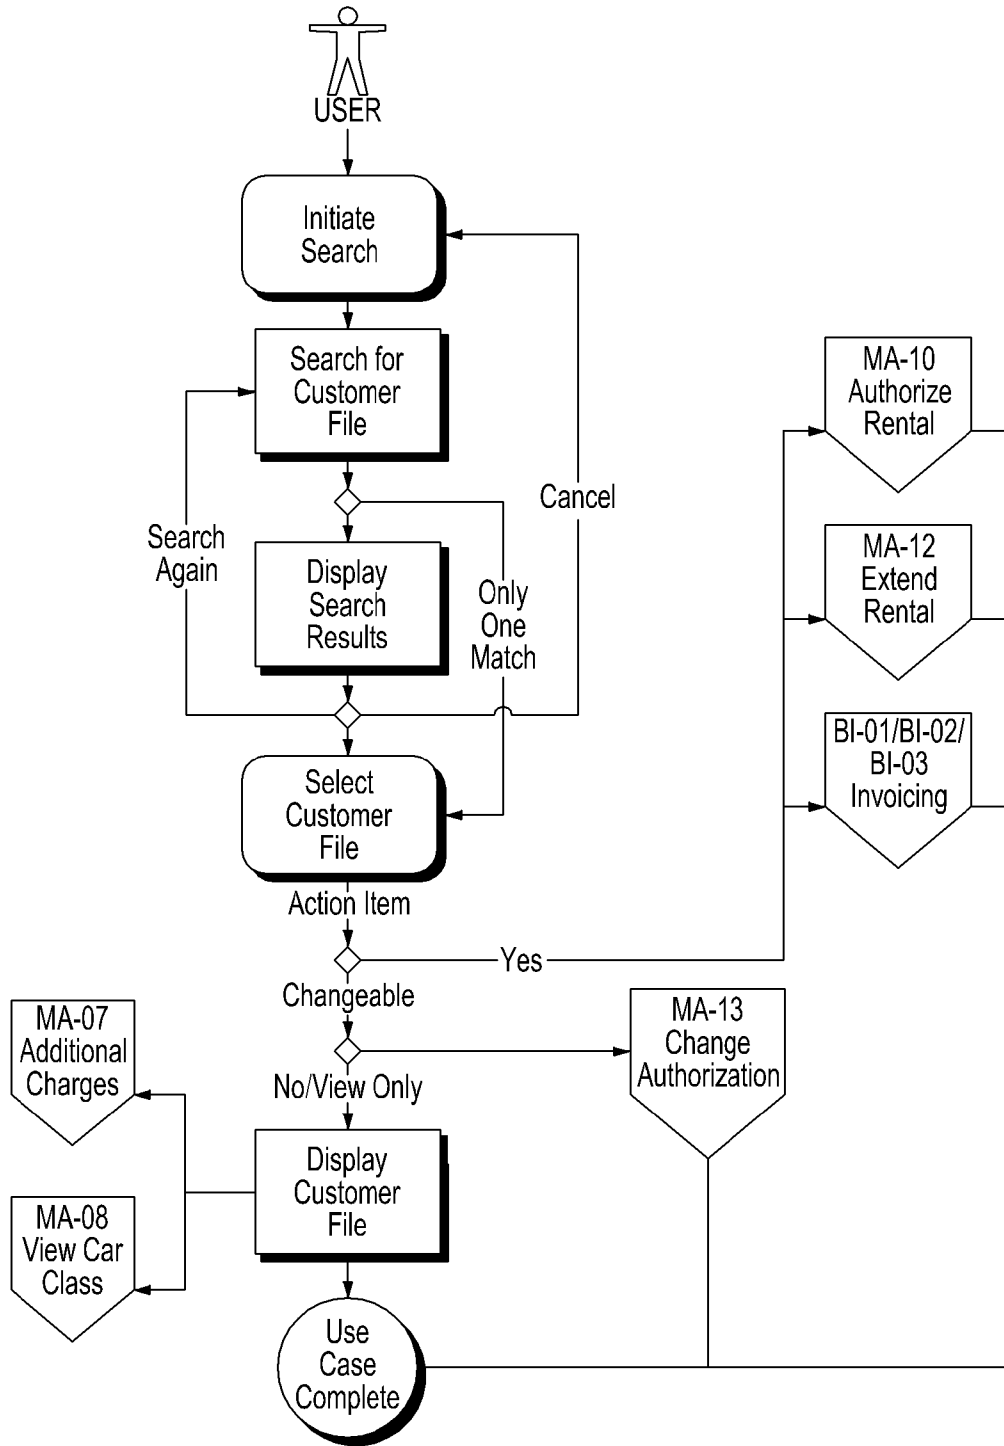 USER
Initiate
Search
Search for
Customer
File
Search
Again
Cancel
Display
Search
Results
Only
One
Match
Select
Customer
File
Action Item
Yes
Changeable
No/View Only
MA-10
Authorize
Rental
MA-12
Extend
Rental
BI-01/BI-02/
BI-03
Invoicing
MA-13
Change
Authorization
MA-07
Additional
Charges
MA-08
View Car
Class
Display
Customer
File
Use
Case
Complete